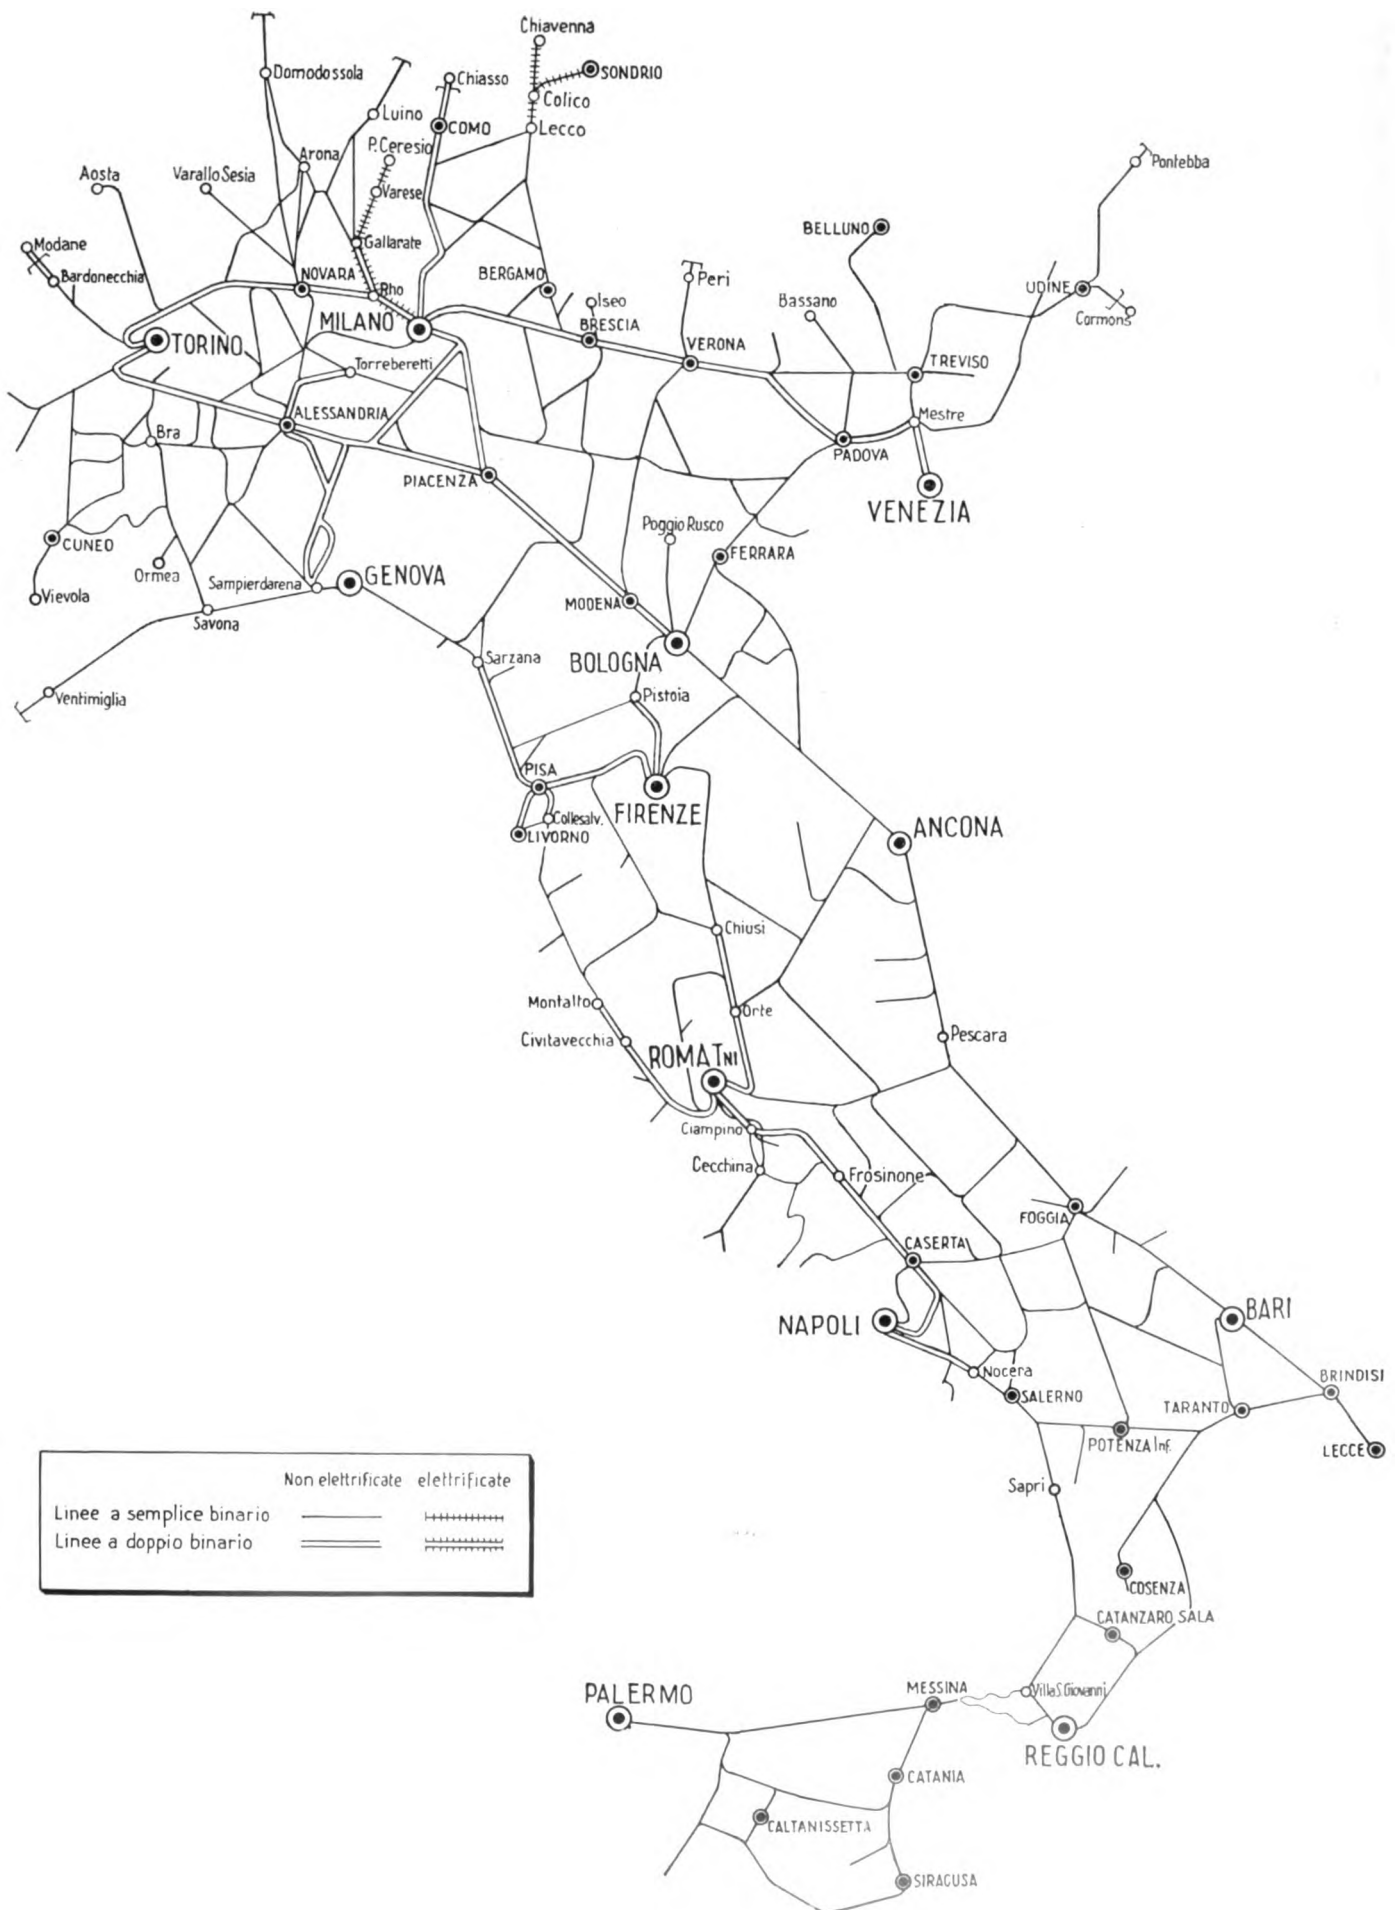 Chiavenna
SONDRIO
Domodossola
Chiasso
Colico
Luino
COMO
Lecco
P. Ceresio
Arona
Pontebba
Aosta
Varallo Sesia
Varese
BELLUNO
Modane
Gallarate
Bardonecchia
NOVARA
BERGAMO
Peri
UDINE
Rho
Iseo
Bassano
Cormons
MILANO
BRESCIA
TORINO
VERONA
Torreberetti
TREVISO
ALESSANDRIA
Mestre
Bra
PADOVA
PIACENZA
VENEZIA
Poggio Rusco
CUNEO
FERRARA
Ormea
Sampierdarena
GENOVA
Vievola
MODENA
Savona
Sarzana
BOLOGNA
Ventimiglia
Pistoia
PISA
FIRENZE
Collesalv.
LIVORNO
ANCONA
Chiusi
Montalto
Orte
Civitavecchia
Pescara
ROMA TNI
Ciampino
Cecchina
Frosinone
FOGGIA
CASERTA
NAPOLI
BARI
Nocera
BRINDISI
SALERNO
TARANTO
POTENZA Inf.
LECCE
Sapri
Non elettrificate elettrificate
Linee a semplice binario
Linee a doppio binario
COSENZA
CATANZARO SALA
MESSINA
Villa S. Giovanni
PALERMO
REGGIO CAL.
CATANIA
CALTANISSETTA
SIRACUSA